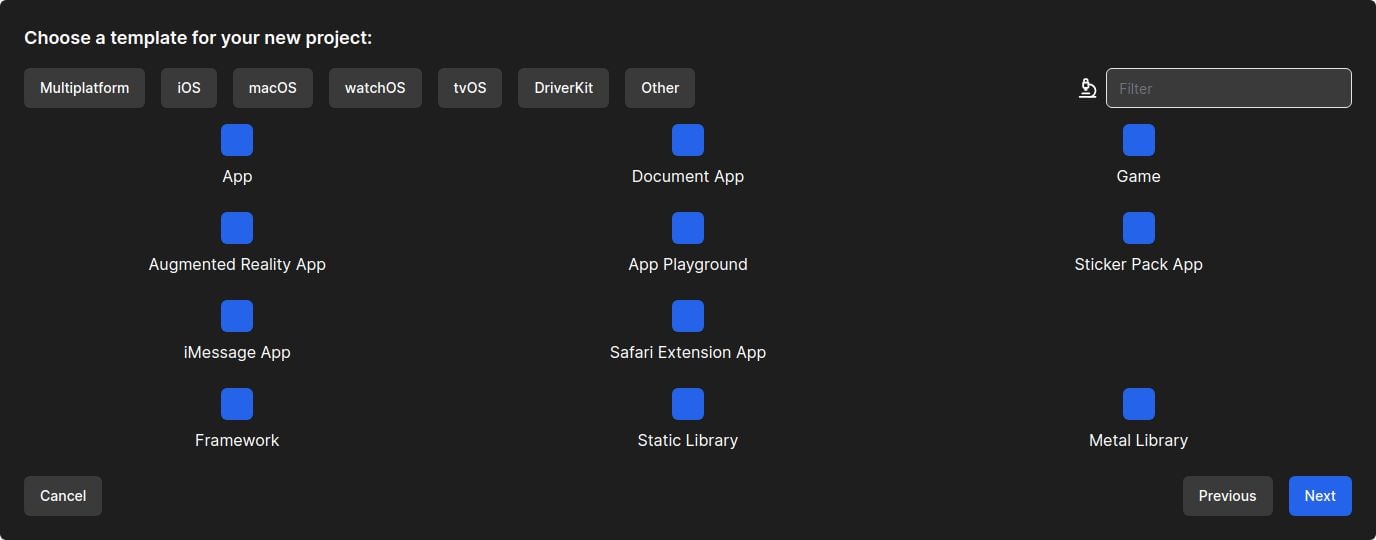 Choose a template for your new project:
Multiplatform iOS macOS watchOS tvOS DriverKit Other Filter
App Document App Game
Augmented Reality App App Playground Sticker Pack App
iMessage App Safari Extension App
Framework Static Library Metal Library
Cancel Previous Next